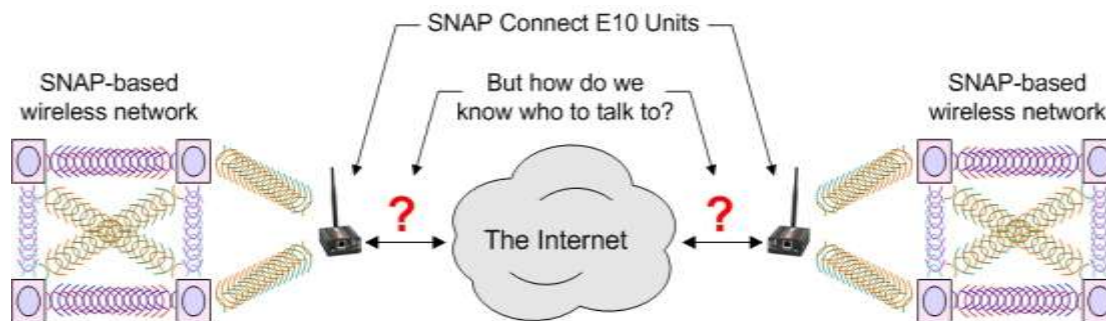 SNAP Connect E10 Units
SNAP-based
wireless network
But how do we
know who to talk to?
SNAP-based
wireless network
?
?
The Internet